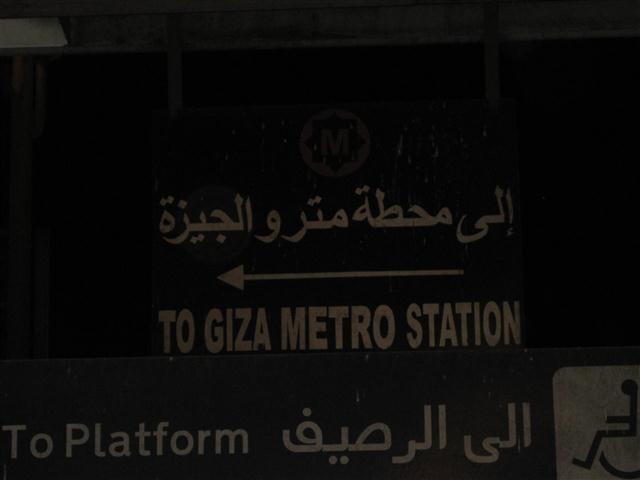 M
إلى محطة مترو الجيزة
TO GIZA METRO STATION
To Platform الى الرصيف